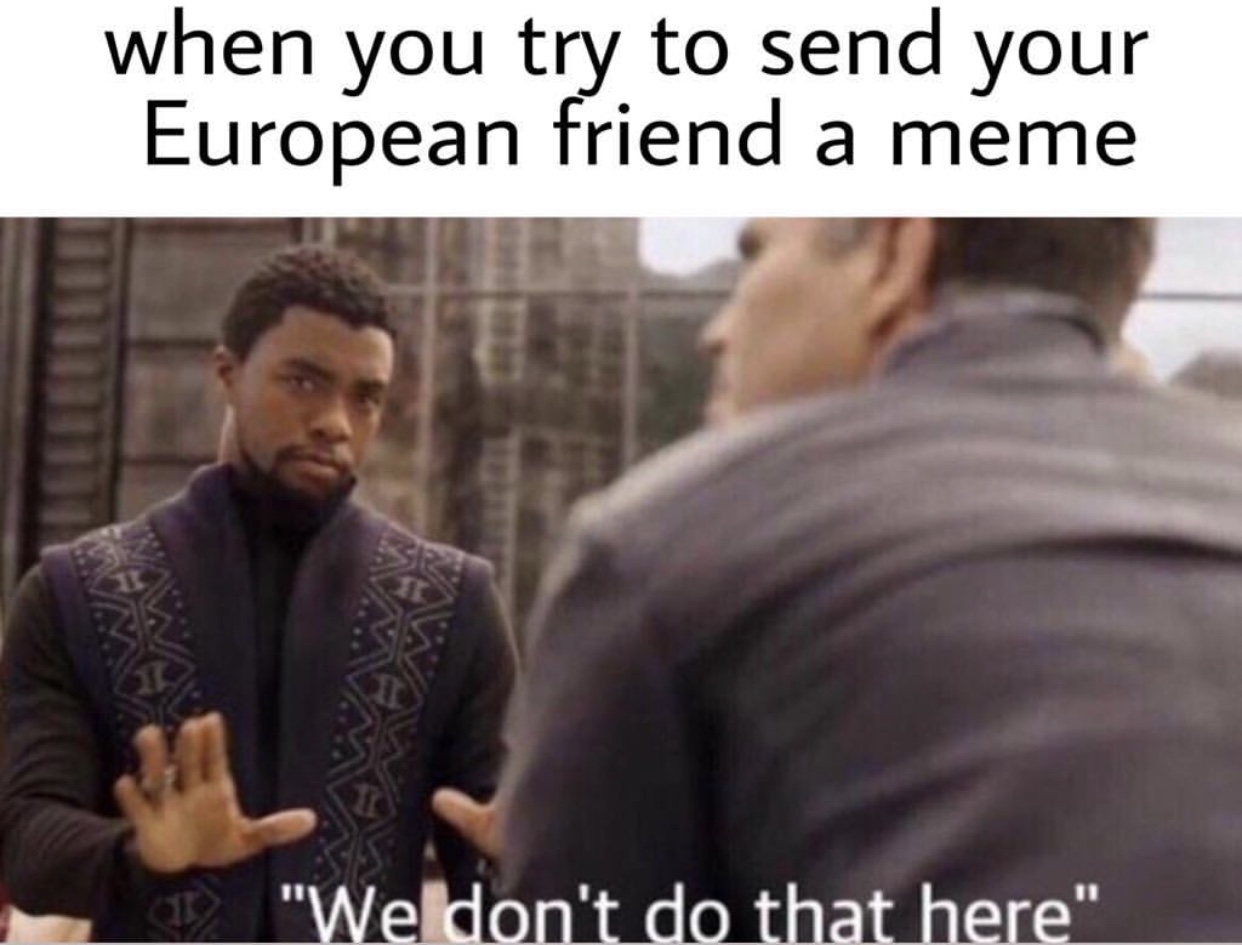 when you try to send your
European friend a meme
"We don't do that here"